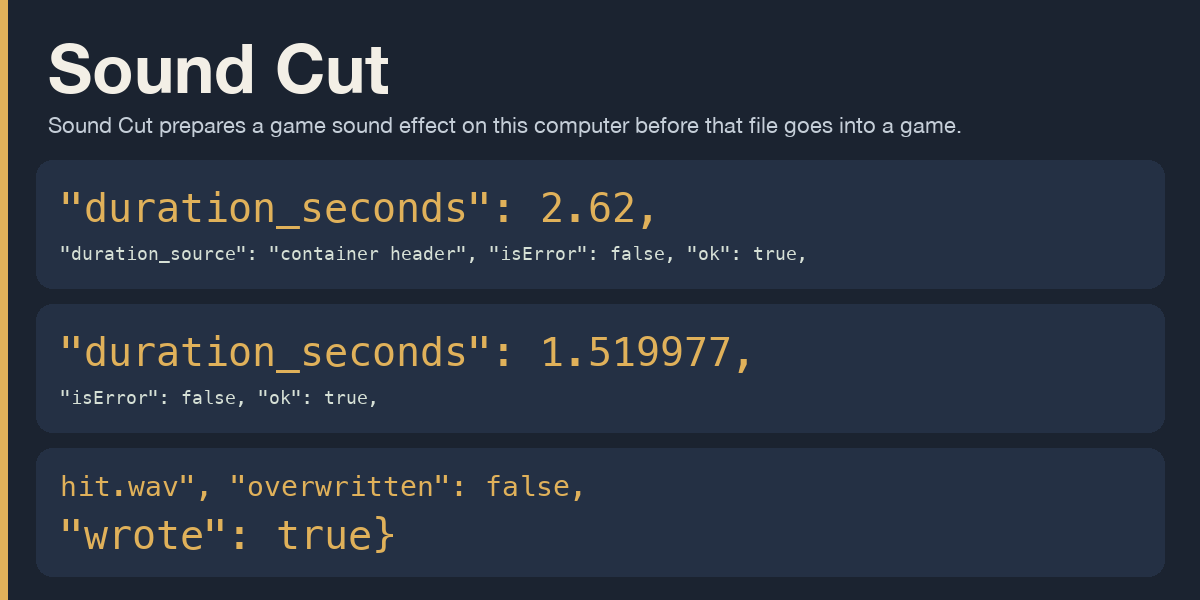 Sound Cut
Sound Cut prepares a game sound effect on this computer before that file goes into a game.
"duration_seconds": 2.62,
"duration_source": "container header", "isError": false, "ok": true,
"duration_seconds": 1.519977,
"isError": false, "ok": true,
hit.wav", "overwritten": false,
"wrote": true}